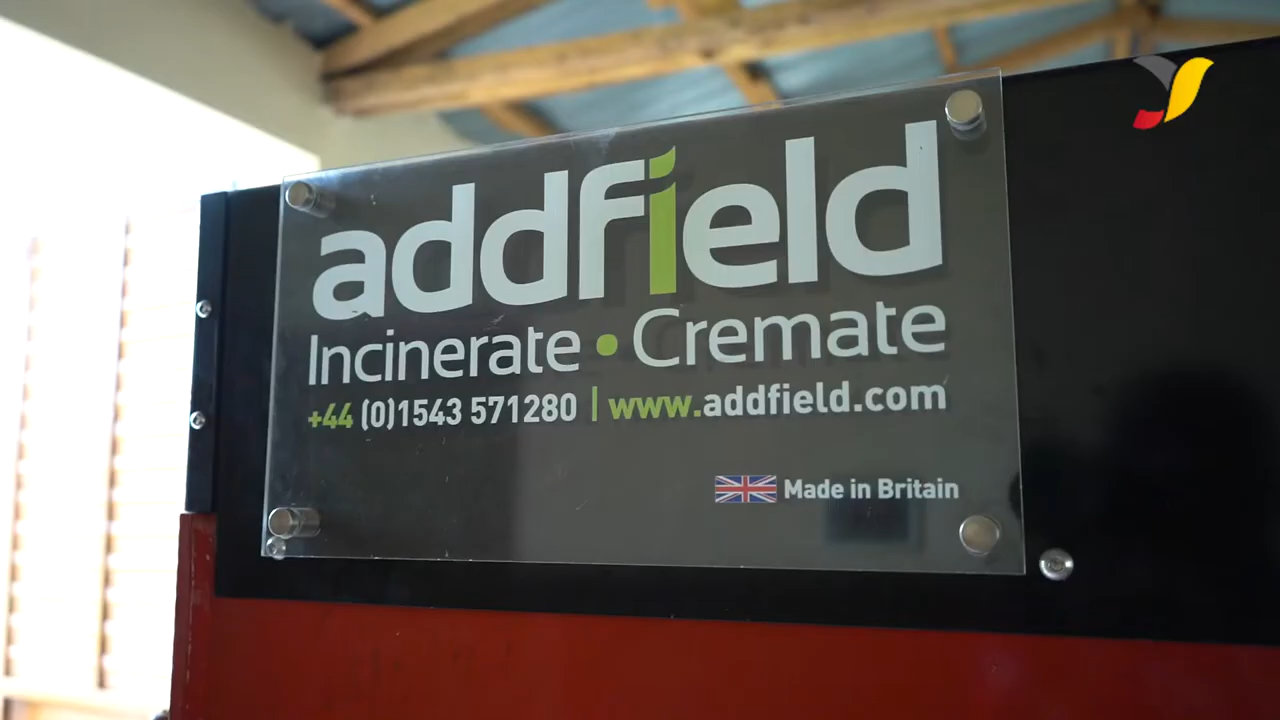 addfield
Incinerate • Cremate
+44 (0)1543 571280 | www.addfield.com
Made in Britain